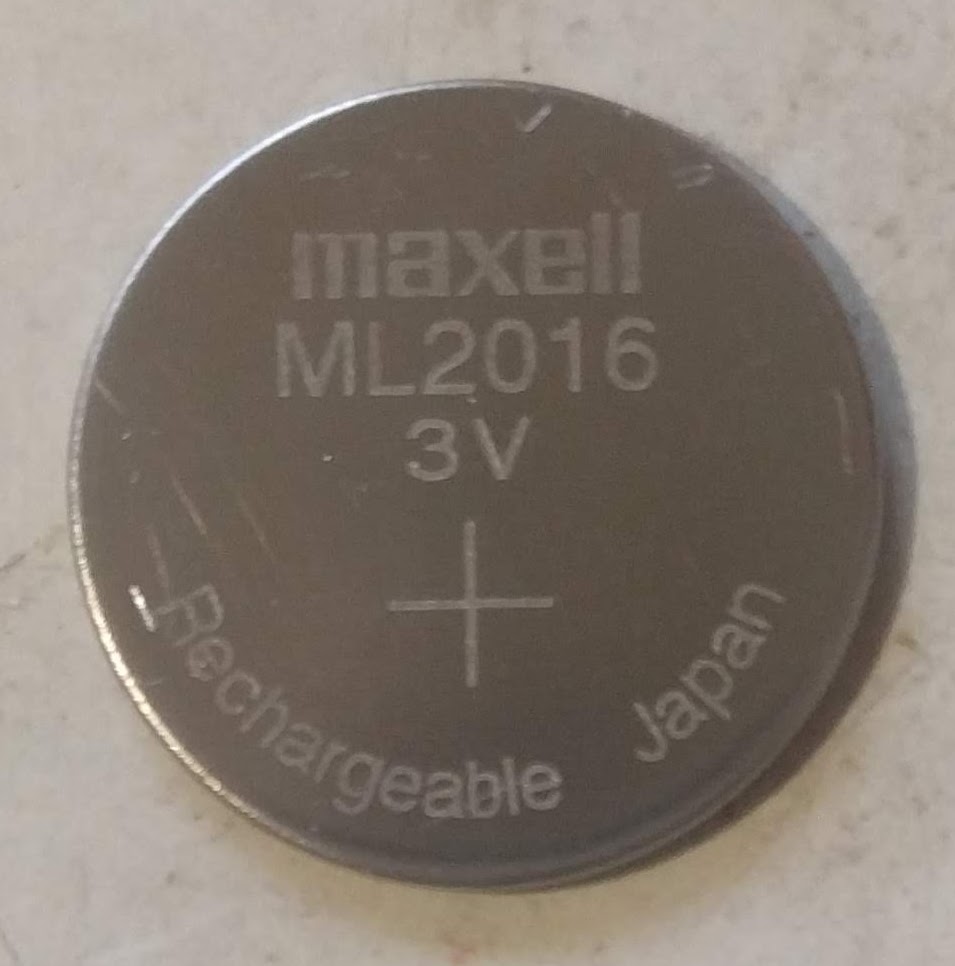 maxell
ML2016
3V
+
Rechargeable Japan